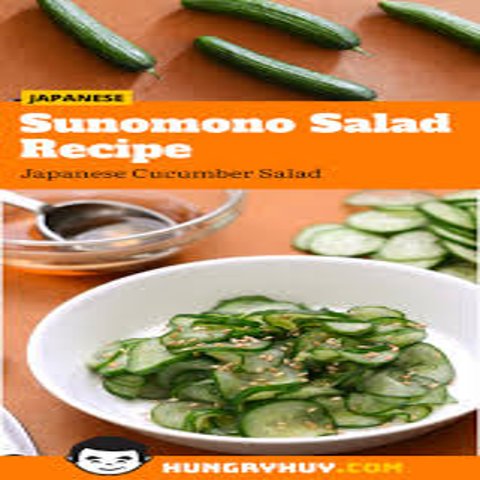 JAPANESE
Sunomono Salad
Recipe
Japanese Cucumber Salad
HUNGRYHUY.COM